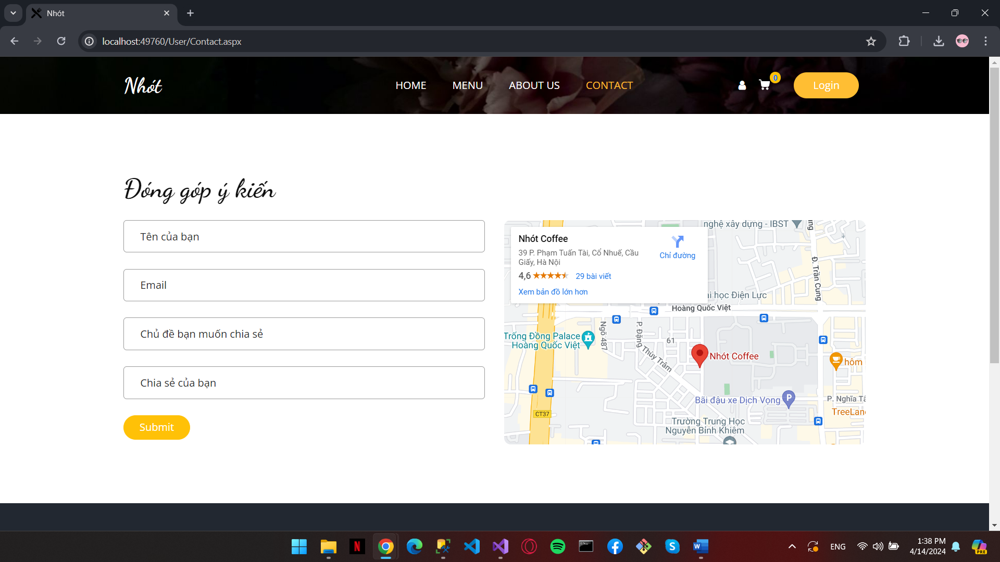 Nhót
localhost:49760/User/Contact.aspx
Nhót
HOME
MENU
ABOUT US
CONTACT
0
Login
Đóng góp ý kiến
Tên của bạn
Email
Chủ đề bạn muốn chia sẻ
Chia sẻ của bạn
Submit
Nhót Coffee
39 P. Phạm Tuấn Tài, Cổ Nhuế, Cầu
Giấy, Hà Nội
Chỉ đường
4,6
29 bài viết
Xem bản đồ lớn hơn
nghệ xây dựng - IBST
Đ. Trần Cung
học Điện Lực
Hoàng Quốc Việt
Trống Đồng Palace
Hoàng Quốc Việt
Ngõ 487
P. Đặng Thùy Trâm
61
Nhót Coffee
hôm
Bãi đậu xe Dịch Vọng
P
P. Nghĩa
CT37
Trường Trung Học
Nguyễn Bỉnh Khiêm
N
S
W
ENG
1:38 PM
4/14/2024
PRE